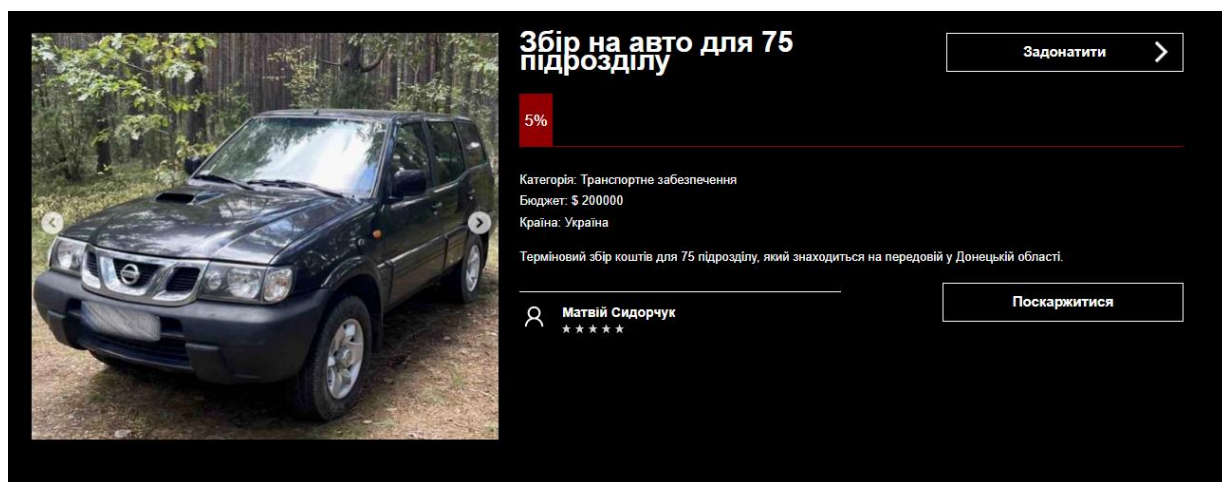 Збір на авто для 75
підрозділу
Задонатити
5%
Категорія: Транспортне забезпечення
Бюджет: $ 200000
Країна: Україна
Терміновий збір коштів для 75 підрозділу, який знаходиться на передовій у Донецькій області.
Матвій Сидорчук
Поскаржитися